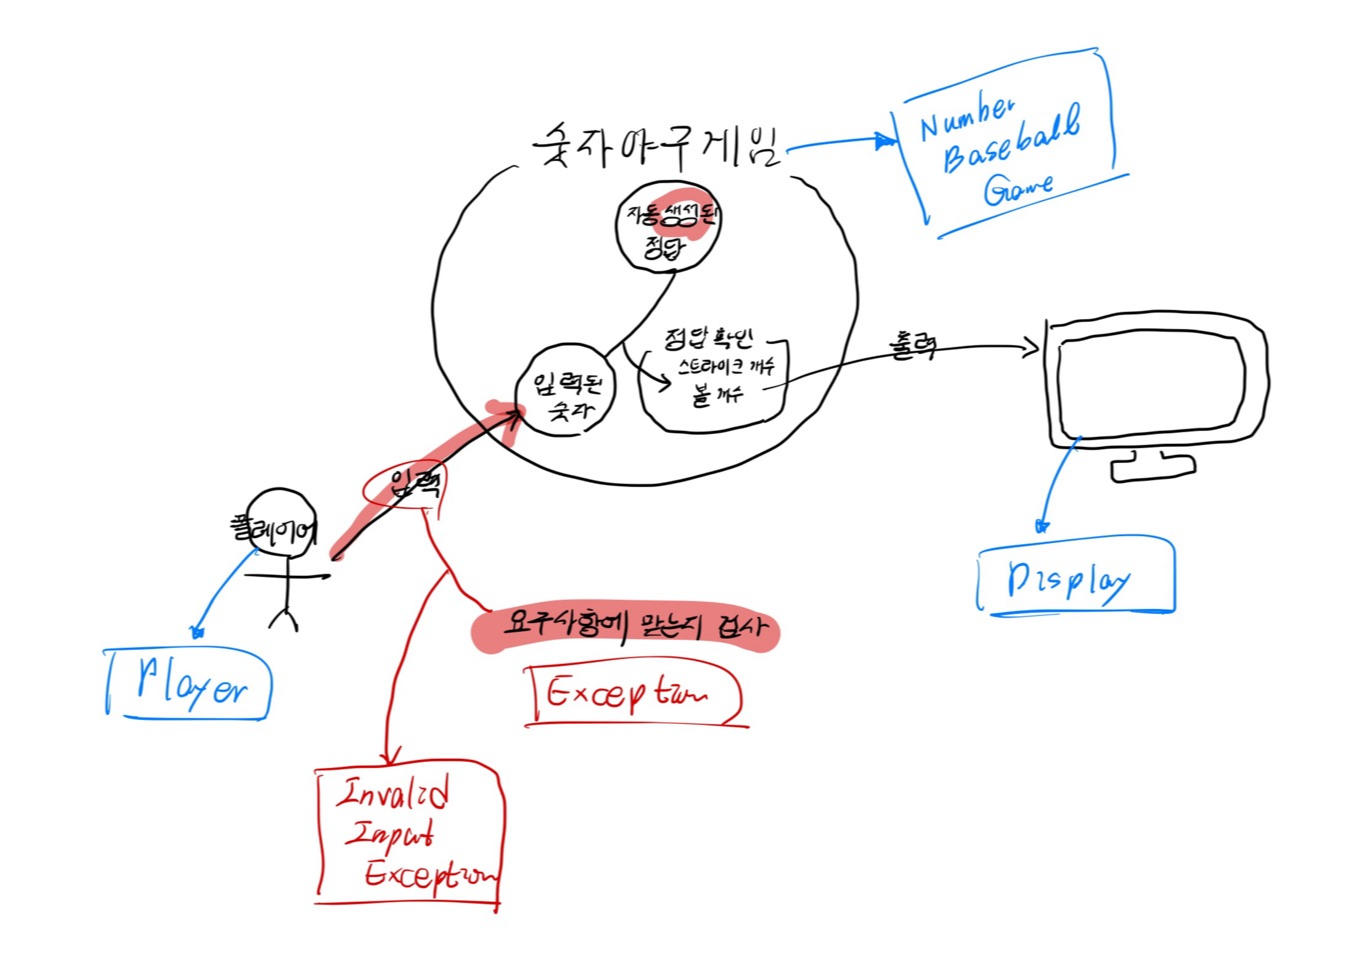 숫자야구게임
Number
Baseball
Game
자동생성된
정답
정답 확인
스트라이크 개수
볼 개수
출력
입력된
숫자
입력
플레이어
Player
Display
요구사항에 맞는지 검사
Exception
Invalid
Input
Exception